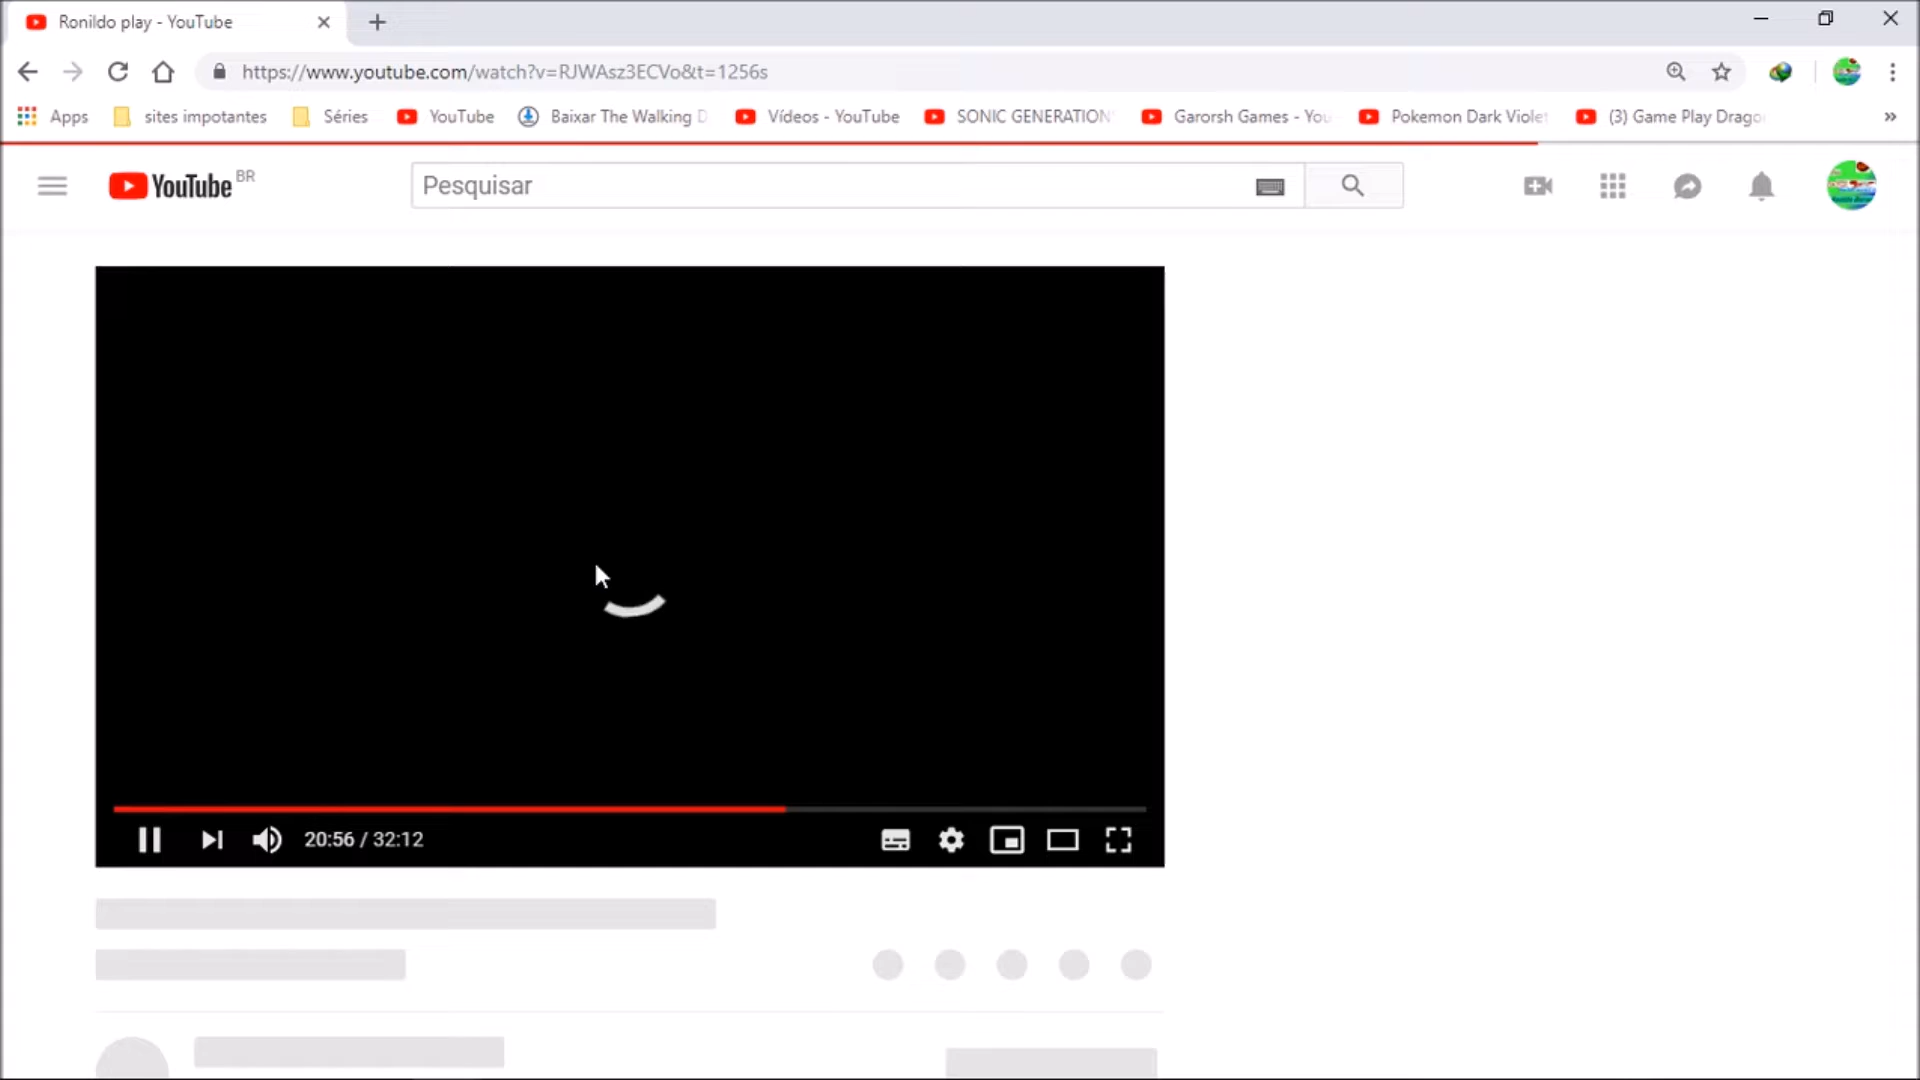 Ronildo play - YouTube
https://www.youtube.com/watch?v=RJWAsz3ECVo&t=1256s
Apps sites impotantes Séries YouTube Baixar The Walking D Vídeos - YouTube SONIC GENERATION Garorsh Games - You Pokemon Dark Violet (3) Game Play Drago »
YouTube BR Pesquisar
20:56 / 32:12